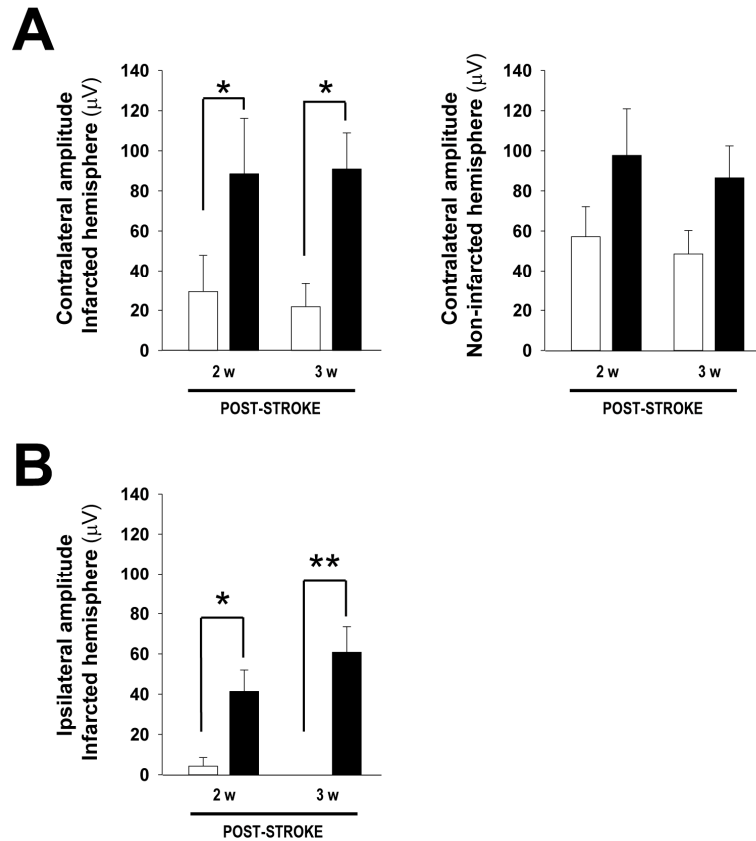 A
Contralateral amplitude
Infarcted hemisphere (µV)
140
120
100
80
60
40
20
0
*
*
2 w
3 w
POST-STROKE
Contralateral amplitude
Non-infarcted hemisphere (µV)
140
120
100
80
60
40
20
0
2 w
3 w
POST-STROKE
B
Ipsilateral amplitude
Infarcted hemisphere (µV)
140
120
100
80
60
40
20
0
*
**
2 w
3 w
POST-STROKE